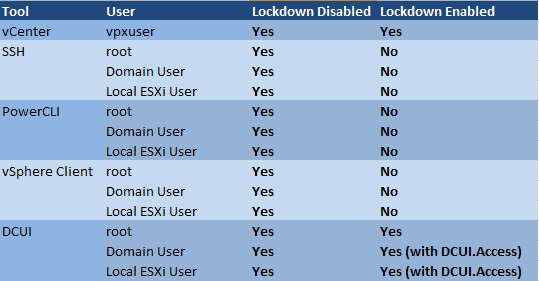 Tool User Lockdown Disabled Lockdown Enabled
vCenter vpxuser Yes Yes
SSH root Yes No
Domain User Yes No
Local ESXi User Yes No
PowerCLI root Yes No
Domain User Yes No
Local ESXi User Yes No
vSphere Client root Yes No
Domain User Yes No
Local ESXi User Yes No
DCUI root Yes Yes
Domain User Yes Yes (with DCUI.Access)
Local ESXi User Yes Yes (with DCUI.Access)